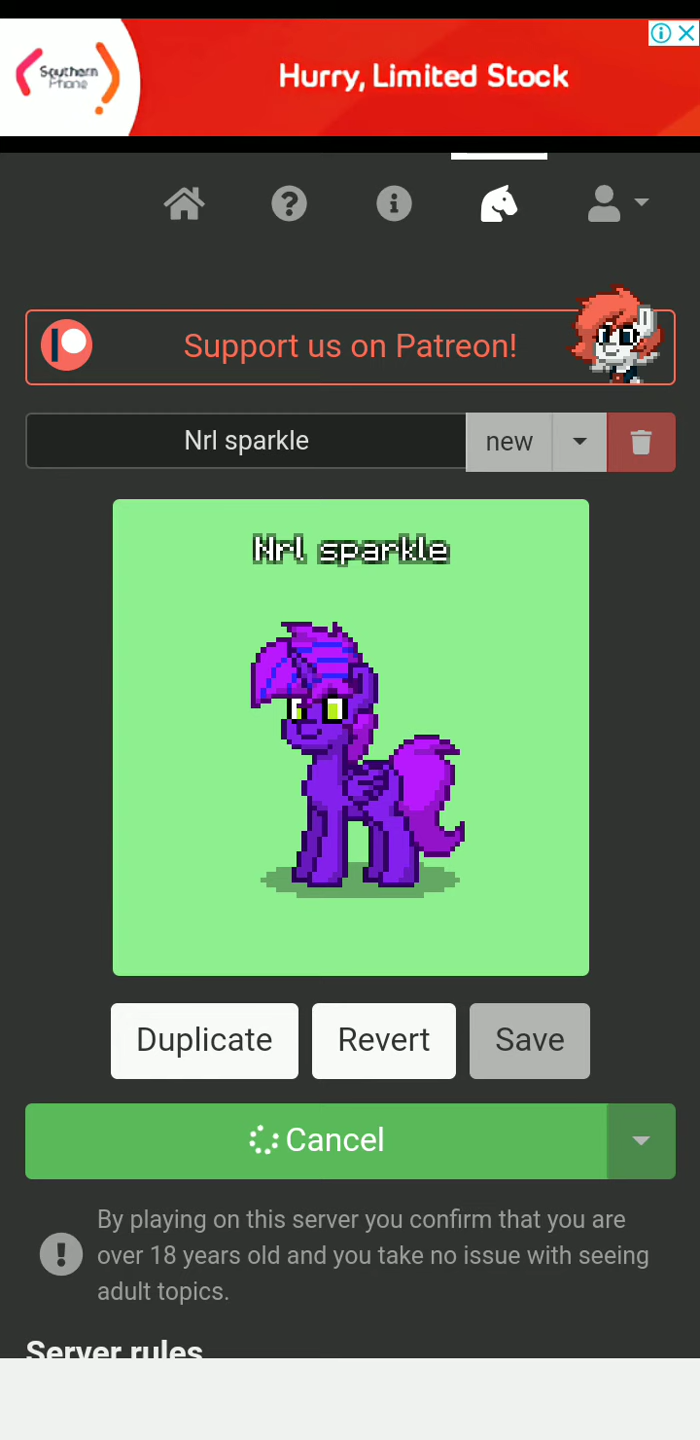 Southern
Phone
Hurry, Limited Stock
Support us on Patreon!
Nrl sparkle
new
Nrl sparkle
Duplicate
Revert
Save
Cancel
By playing on this server you confirm that you are
over 18 years old and you take no issue with seeing
adult topics.
Server rules